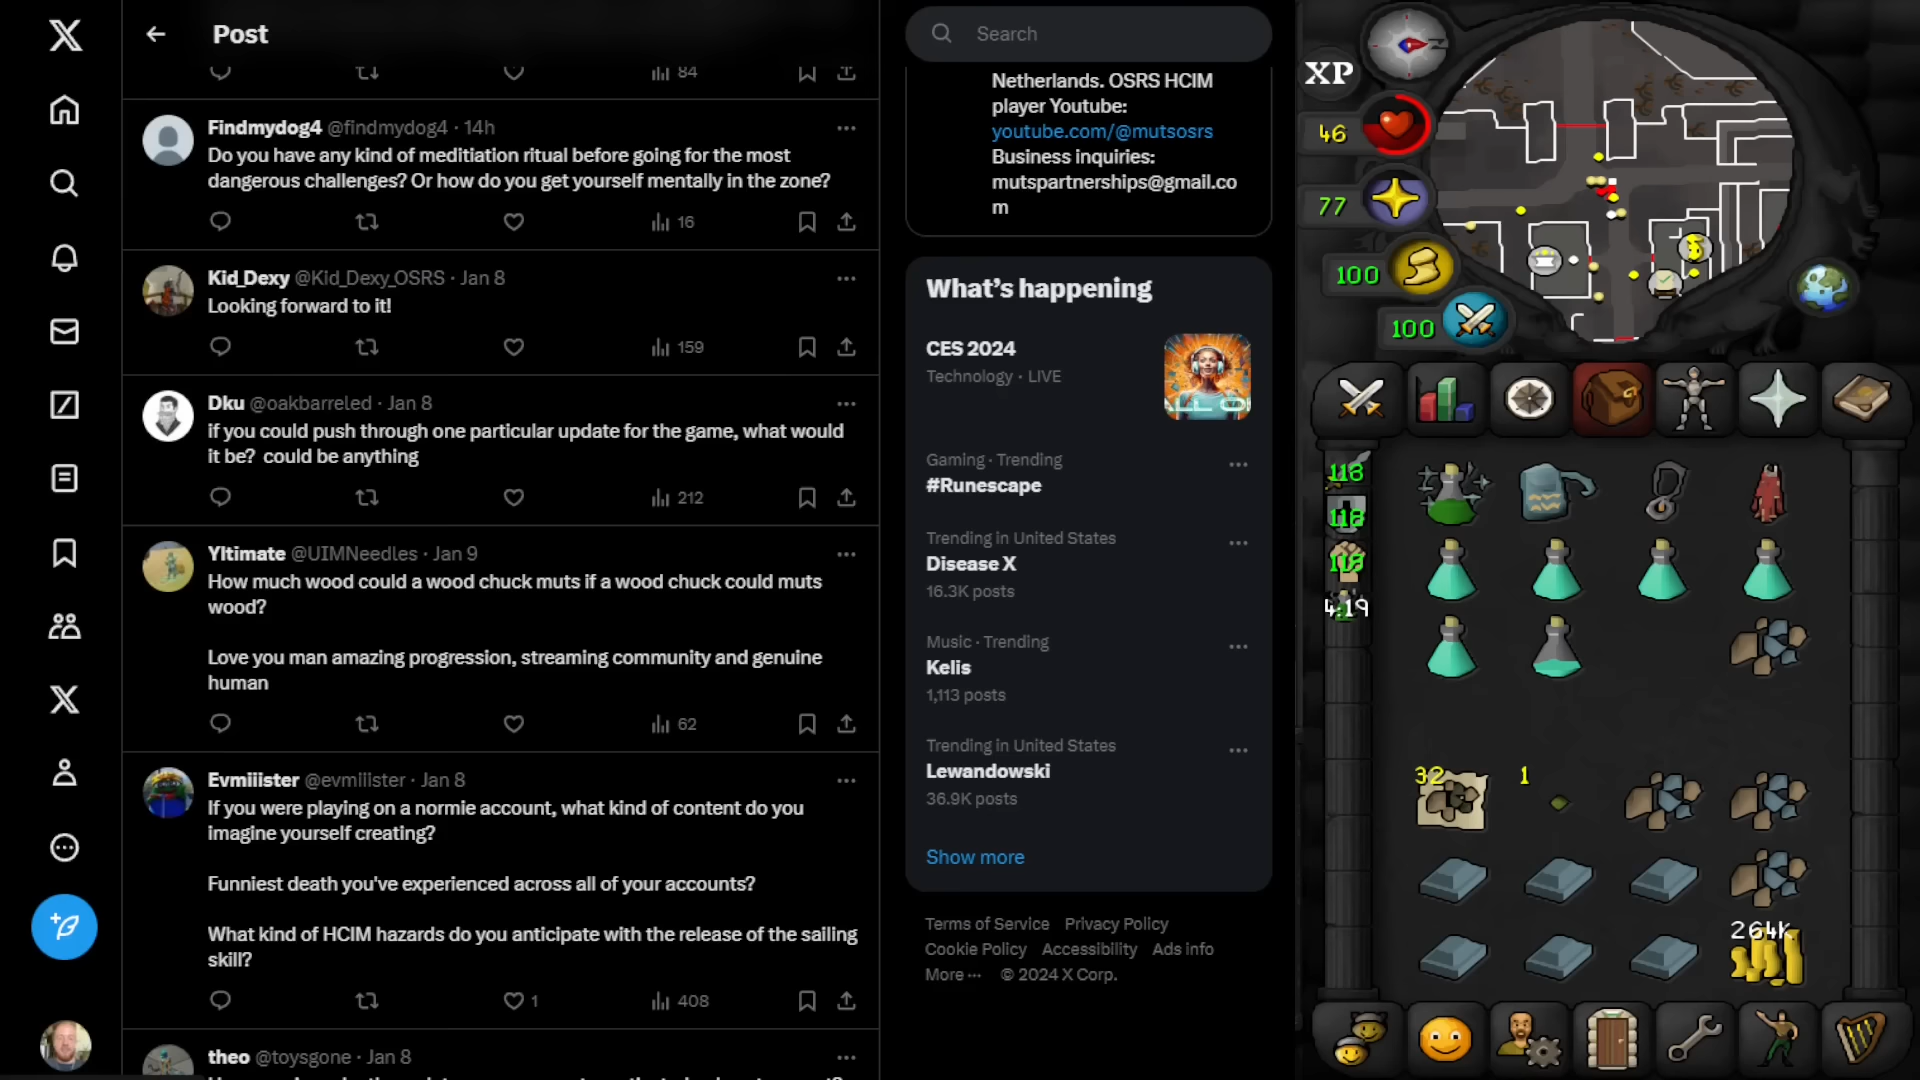 Post
84
Findmydog4 @findmydog4 · 14h
Do you have any kind of meditiation ritual before going for the most
dangerous challenges? Or how do you get yourself mentally in the zone?
16
Kid_Dexy @Kid_Dexy_OSRS · Jan 8
Looking forward to it!
159
Dku @oakbarreled · Jan 8
if you could push through one particular update for the game, what would
it be? could be anything
212
Yltimate @UIMNeedles · Jan 9
How much wood could a wood chuck muts if a wood chuck could muts
wood?
Love you man amazing progression, streaming community and genuine
human
62
Evmiiister @evmiiister · Jan 8
If you were playing on a normie account, what kind of content do you
imagine yourself creating?
Funniest death you've experienced across all of your accounts?
What kind of HCIM hazards do you anticipate with the release of the sailing
skill?
1
408
theo @toysgone · Jan 8
Search
Netherlands. OSRS HCIM
player Youtube:
youtube.com/@mutsosrs
Business inquiries:
mutspartnerships@gmail.co
m
What's happening
CES 2024
Technology · LIVE
Gaming · Trending
#Runescape
Trending in United States
Disease X
16.3K posts
Music · Trending
Kelis
1,113 posts
Trending in United States
Lewandowski
36.9K posts
Show more
Terms of Service Privacy Policy
Cookie Policy Accessibility Ads info
More ··· © 2024 X Corp.
XP
46
77
100
100
118
118
118
4:19
32
1
264K